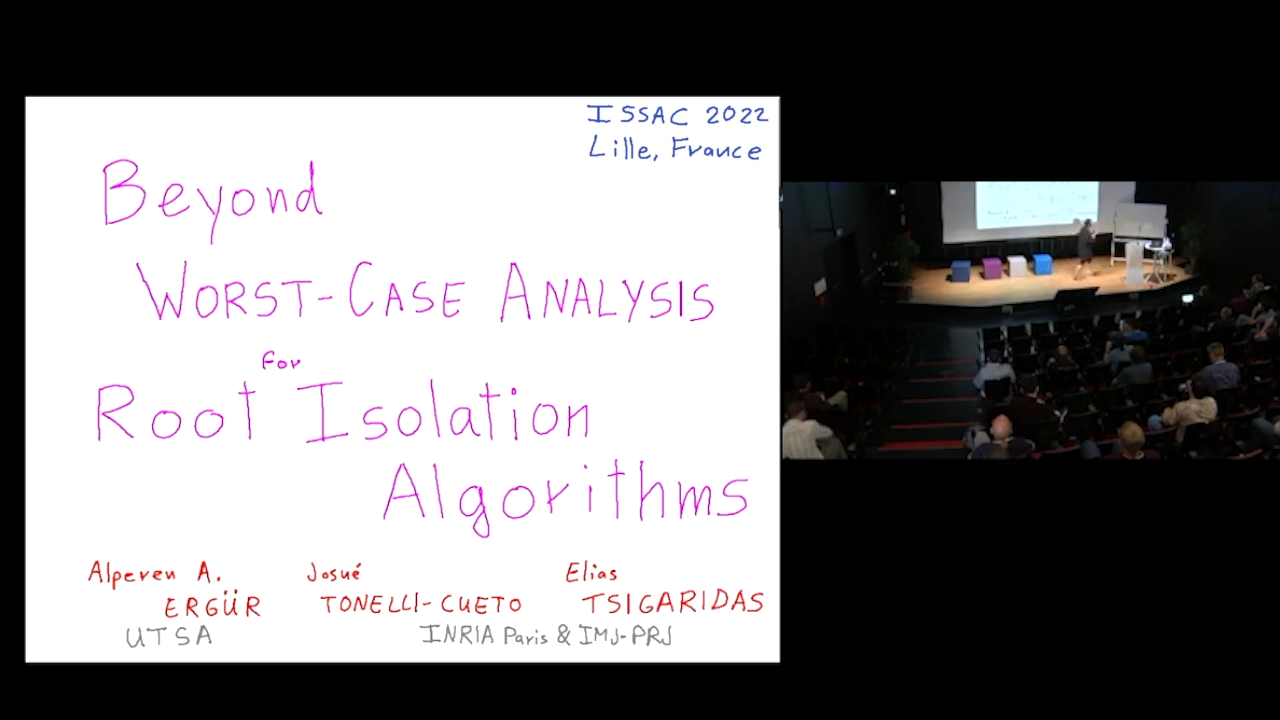 ISSAC 2022
Lille, France
Beyond
WORST-CASE ANALYSIS
for
Root Isolation
Algorithms
Alperen A. Josué Elias
ERGÜR TONELLI-CUETO TSIGARIDAS
UTSA INRIA Paris & IMJ-PRJ